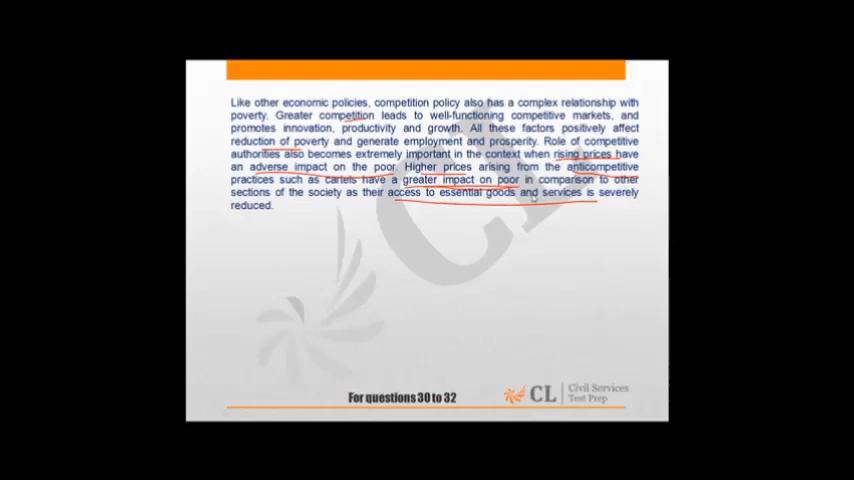 Like other economic policies, competition policy also has a complex relationship with
poverty. Greater competition leads to well-functioning competitive markets, and
promotes innovation, productivity and growth. All these factors positively affect
reduction of poverty and generate employment and prosperity. Role of competitive
authorities also becomes extremely important in the context when rising prices have
an adverse impact on the poor. Higher prices arising from the anticompetitive
practices such as cartels have a greater impact on poor in comparison to other
sections of the society as their access to essential goods and services is severely
reduced.
CL
For questions 30 to 32
CL | Civil Services
Test Prep